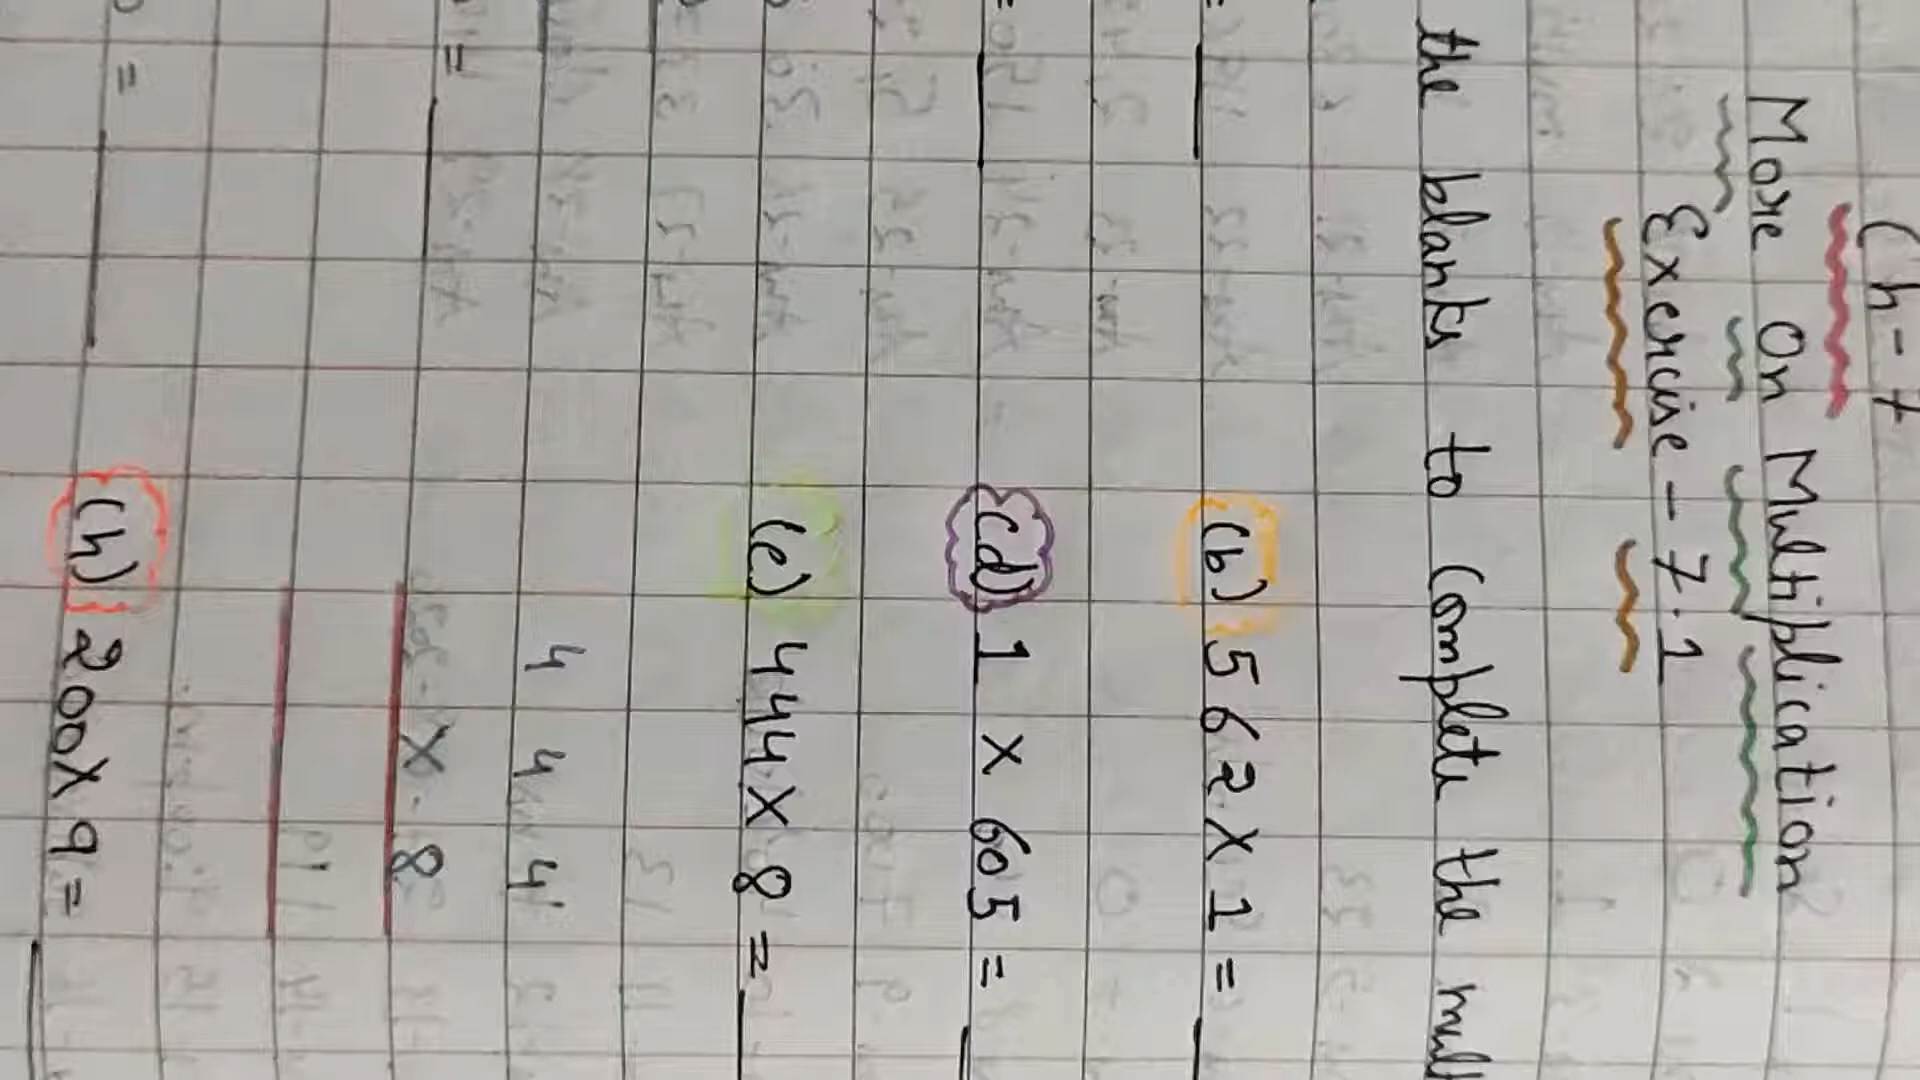 Ch-7
More On Multiplication
Exercise - 7.1
the blanks to Complete the mul
= (b) 562 X 1 =
= (d) 1 x 605 =
(e) 444 X 8 =
4 4 4
= X 8
= (h) 200 X 9 =